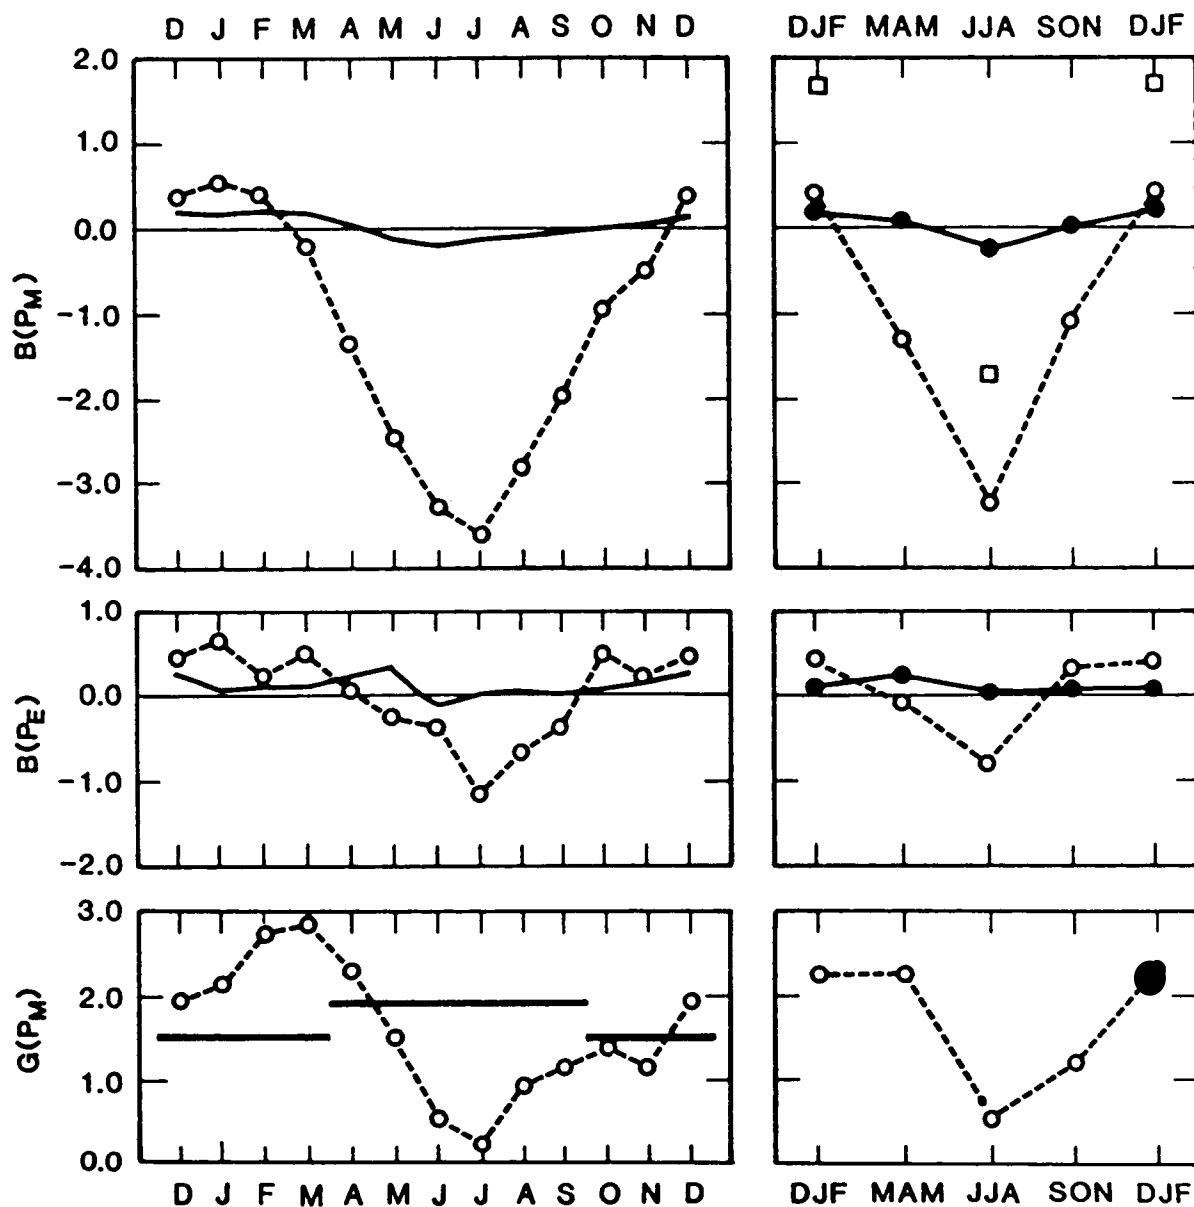 D J F M A M J J A S O N D
DJF MAM JJA SON DJF
2.0
1.0
0.0
-1.0
-2.0
-3.0
-4.0
B(P_M)
1.0
0.0
-1.0
-2.0
B(P_E)
3.0
2.0
1.0
0.0
G(P_M)
D J F M A M J J A S O N D
DJF MAM JJA SON DJF